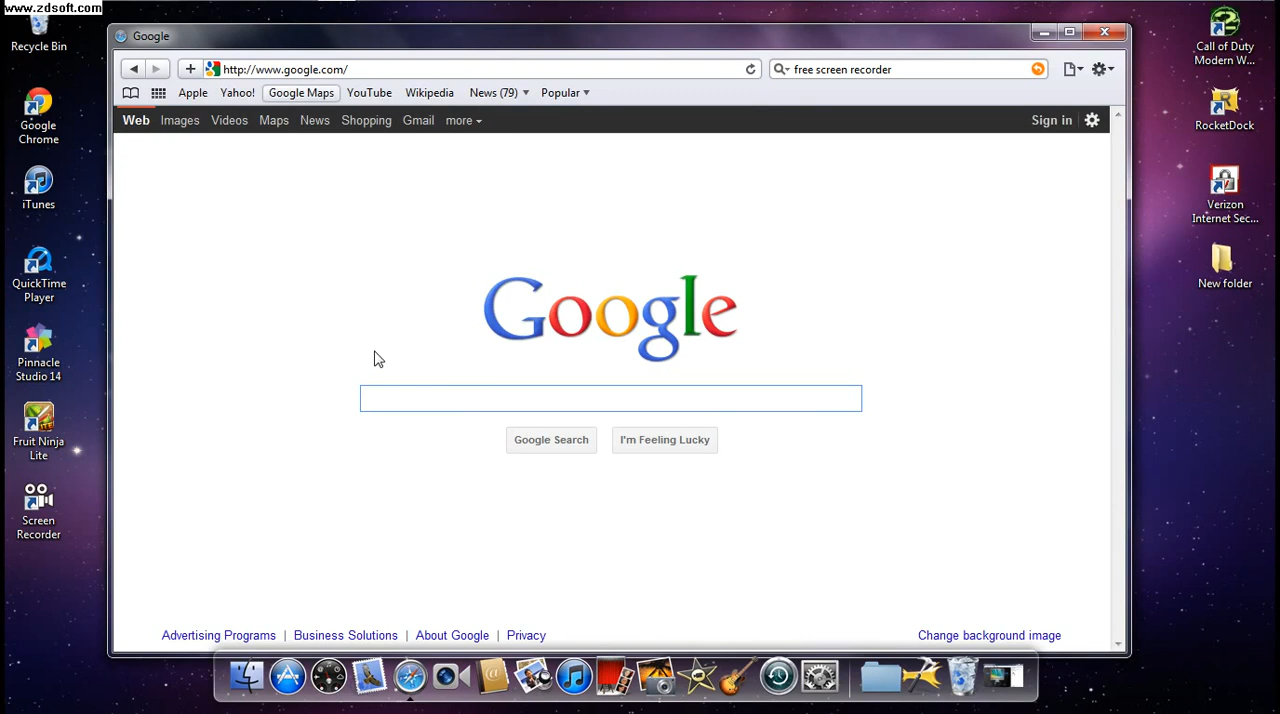 www.zdsoft.com
Recycle Bin
Google
Chrome
iTunes
QuickTime
Player
Pinnacle
Studio 14
Fruit Ninja
Lite
Screen
Recorder
Google
http://www.google.com/
free screen recorder
Apple Yahoo! Google Maps YouTube Wikipedia News (79) Popular
Web Images Videos Maps News Shopping Gmail more Sign in
Google
Google Search I'm Feeling Lucky
Advertising Programs | Business Solutions | About Google | Privacy Change background image
Call of Duty
Modern W...
RocketDock
Verizon
Internet Sec...
New folder